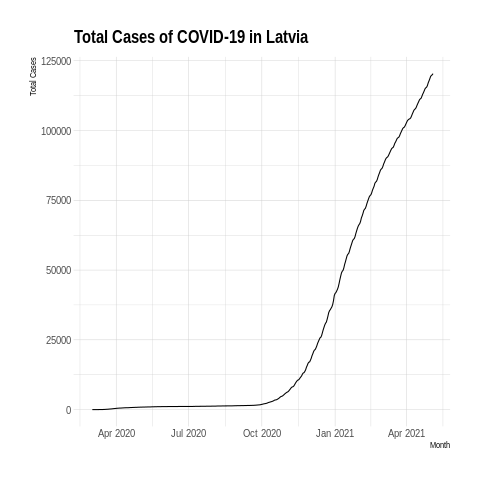 Total Cases of COVID-19 in Latvia
Total Cases
125000
100000
75000
50000
25000
0
Apr 2020 Jul 2020 Oct 2020 Jan 2021 Apr 2021
Month